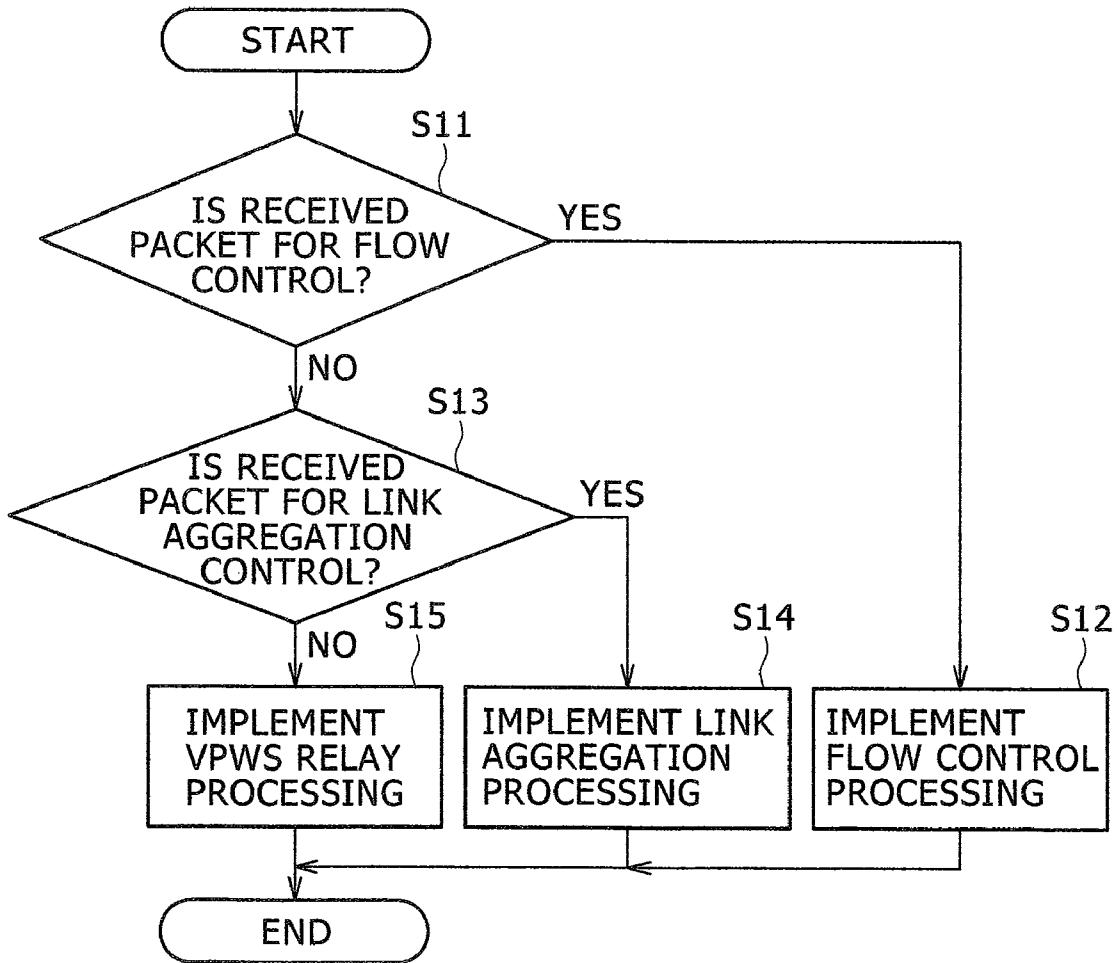 START
S11
IS RECEIVED
PACKET FOR FLOW
CONTROL?
YES
NO
S13
IS RECEIVED
PACKET FOR LINK
AGGREGATION
CONTROL?
YES
NO
S15
IMPLEMENT
VPWS RELAY
PROCESSING
S14
IMPLEMENT LINK
AGGREGATION
PROCESSING
S12
IMPLEMENT
FLOW CONTROL
PROCESSING
END